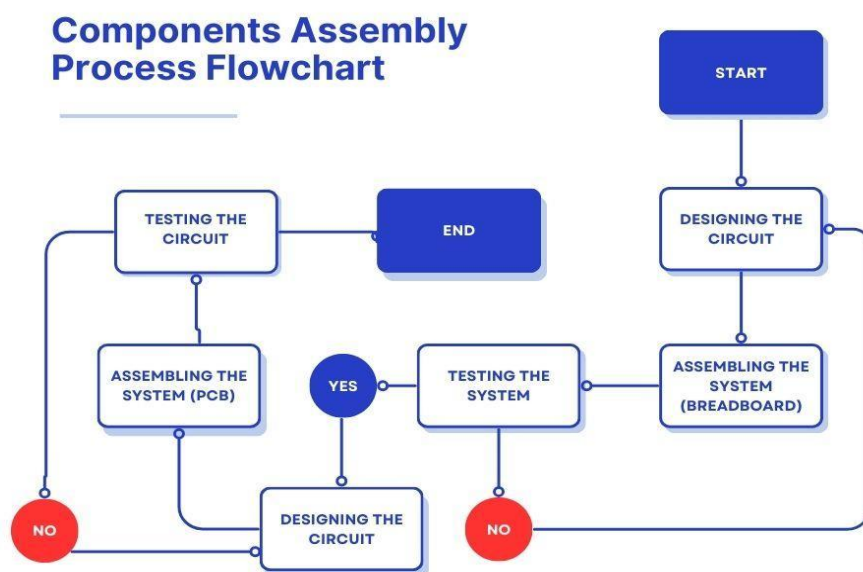 Components Assembly
Process Flowchart
START
TESTING THE
CIRCUIT
END
DESIGNING THE
CIRCUIT
ASSEMBLING THE
SYSTEM (PCB)
YES
TESTING THE
SYSTEM
ASSEMBLING THE
SYSTEM
(BREADBOARD)
NO
DESIGNING THE
CIRCUIT
NO